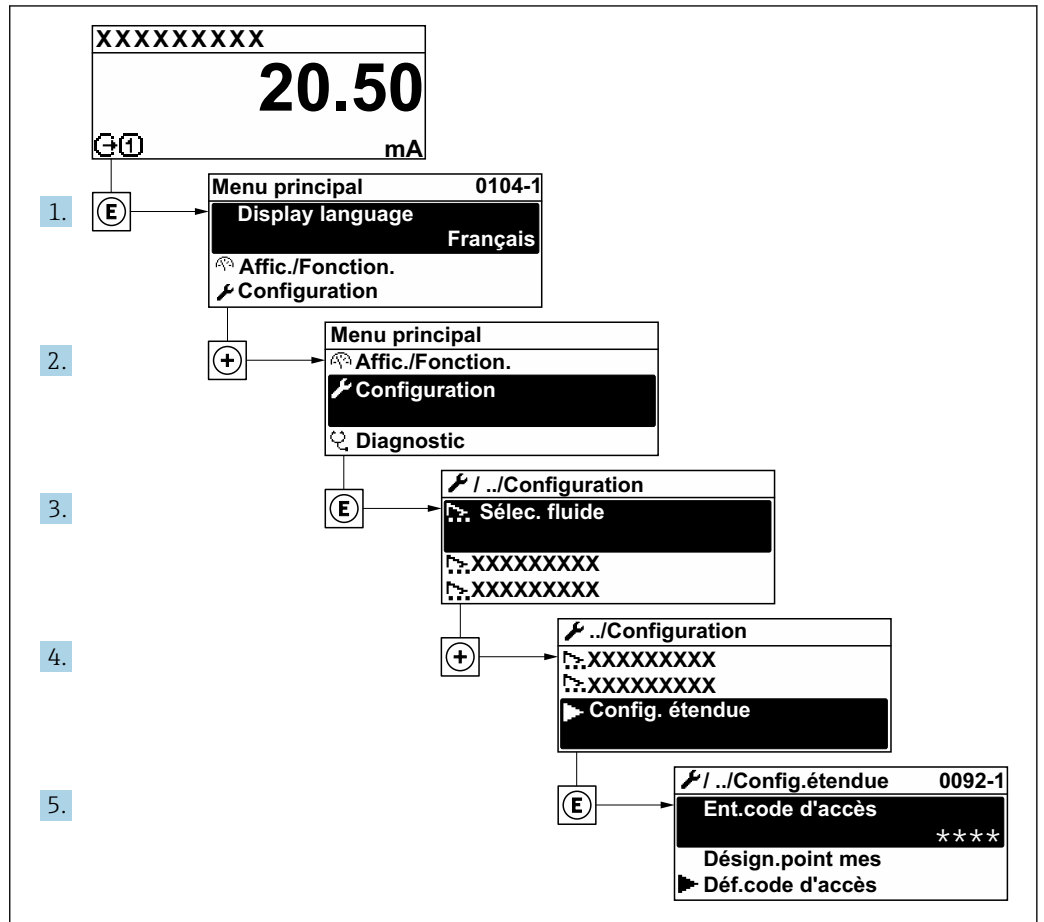 XXXXXXXXX
20.50
1
mA
1.
E
Menu principal 0104-1
Display language
Français
Affic./Fonction.
Configuration
2.
+
Menu principal
Affic./Fonction.
Configuration
Diagnostic
3.
E
/ ../Configuration
Sélec. fluide
XXXXXXXXX
XXXXXXXXX
4.
+
../Configuration
XXXXXXXXX
XXXXXXXXX
Config. étendue
5.
E
/ ../Config.étendue 0092-1
Ent.code d'accès
****
Désign.point mes
Déf.code d'accès